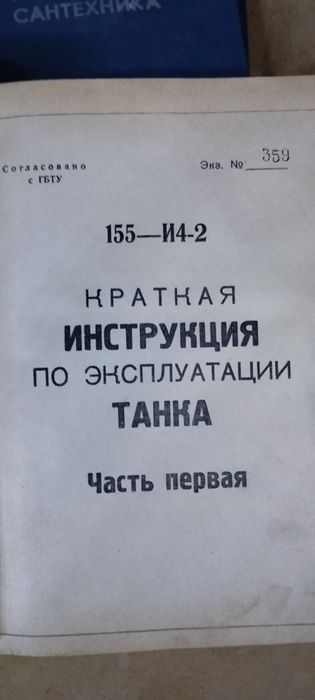 САНТЕХНИКА
Согласовано
с ГБТУ
Экз. № 359
155—И4-2
КРАТКАЯ
ИНСТРУКЦИЯ
ПО ЭКСПЛУАТАЦИИ
ТАНКА
Часть первая